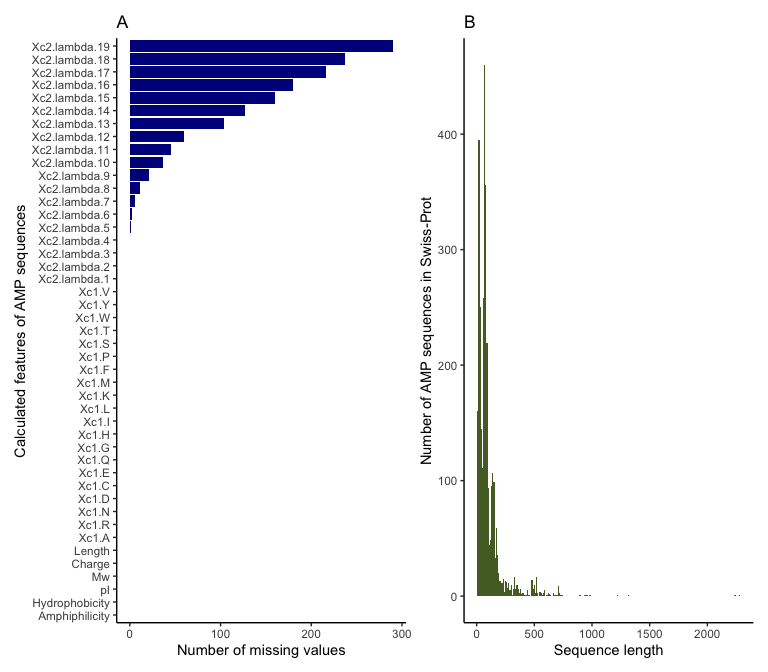 A
Calculated features of AMP sequences
Xc2.lambda.19
Xc2.lambda.18
Xc2.lambda.17
Xc2.lambda.16
Xc2.lambda.15
Xc2.lambda.14
Xc2.lambda.13
Xc2.lambda.12
Xc2.lambda.11
Xc2.lambda.10
Xc2.lambda.9
Xc2.lambda.8
Xc2.lambda.7
Xc2.lambda.6
Xc2.lambda.5
Xc2.lambda.4
Xc2.lambda.3
Xc2.lambda.2
Xc2.lambda.1
Xc1.V
Xc1.Y
Xc1.W
Xc1.T
Xc1.S
Xc1.P
Xc1.F
Xc1.M
Xc1.K
Xc1.L
Xc1.I
Xc1.H
Xc1.G
Xc1.Q
Xc1.E
Xc1.C
Xc1.D
Xc1.N
Xc1.R
Xc1.A
Length
Charge
Mw
pI
Hydrophobicity
Amphiphilicity
0 100 200 300
Number of missing values
B
Number of AMP sequences in Swiss-Prot
400
300
200
100
0
0 500 1000 1500 2000
Sequence length